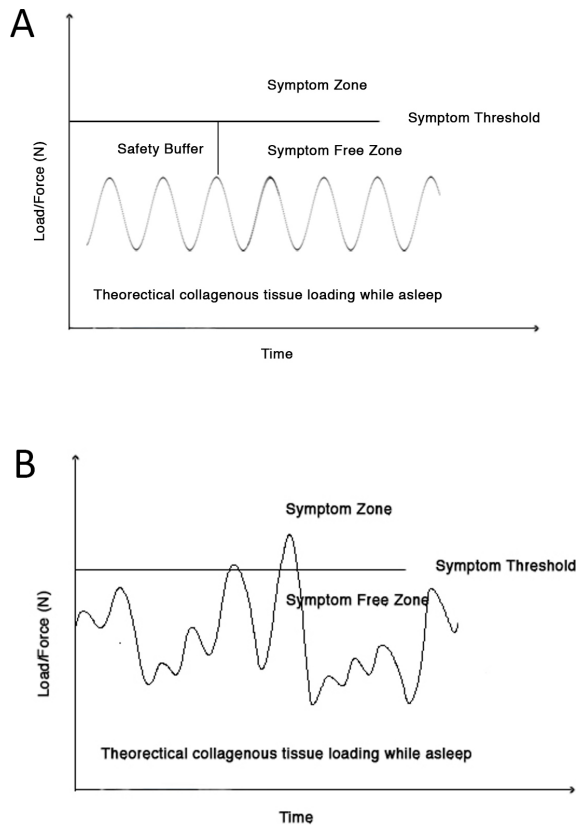 A
Symptom Zone
Symptom Threshold
Safety Buffer
Symptom Free Zone
Load/Force (N)
Theorectical collagenous tissue loading while asleep
Time
B
Symptom Zone
Symptom Threshold
Symptom Free Zone
Load/Force (N)
Theorectical collagenous tissue loading while asleep
Time